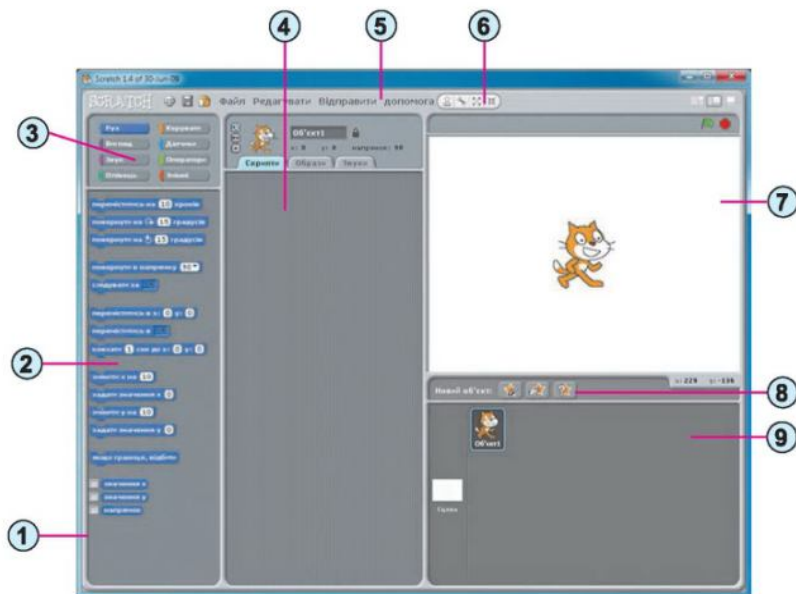 4 5 6
Scratch 1.4 of 30-Jun-09
SCRATCH Файл Редагувати Відправити допомога
3
Рух Керувати
Вигляд Датчики
Звук Оператори
Олівець Змінні
Об'єкт1
x: 0 y: 0 напрямок: 90
Скрипти Образи Звуки
7
переміститись на 10 кроків
повернути на 15 градусів
повернути на 15 градусів
повернути в напрямку 90
слідувати за
перемістить в x: 0 y: 0
перемістить в
ковзати 1 сек до x: 0 y: 0
2
змінити x на 10
задати значення x 0
змінити y на 10
задати значення y 0
якщо границя, відбити
значення x
значення y
напрямок
1
x: 228 y: -136
Новий об'єкт:
8
Об'єкт1
9
Сцена